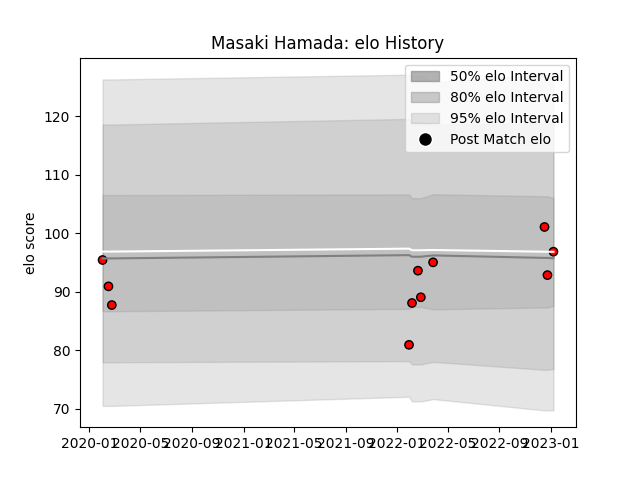 Masaki Hamada: elo History
50% elo Interval
80% elo Interval
95% elo Interval
Post Match elo
elo score
120
110
100
90
80
70
2020-01 2020-05 2020-09 2021-01 2021-05 2021-09 2022-01 2022-05 2022-09 2023-01